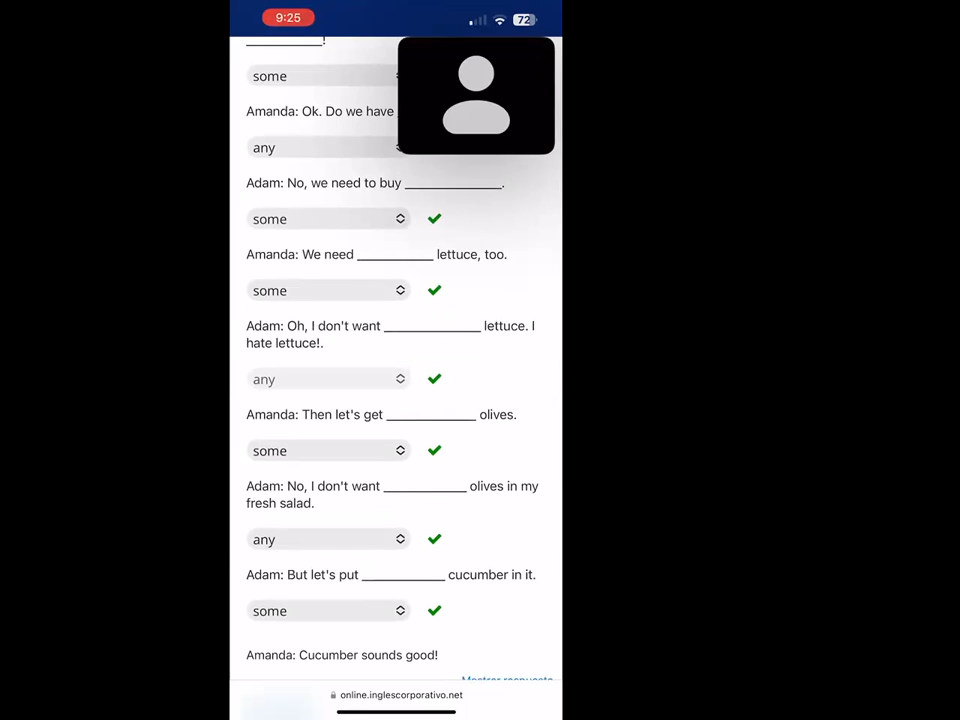 9:25
72
____________!
some
Amanda: Ok. Do we have
any
Adam: No, we need to buy ______________.
some
Amanda: We need ___________ lettuce, too.
some
Adam: Oh, I don't want ______________ lettuce. I
hate lettuce!.
any
Amanda: Then let's get _____________ olives.
some
Adam: No, I don't want ____________ olives in my
fresh salad.
any
Adam: But let's put ____________ cucumber in it.
some
Amanda: Cucumber sounds good!
Mostrar respuesta
online.inglescorporativo.net